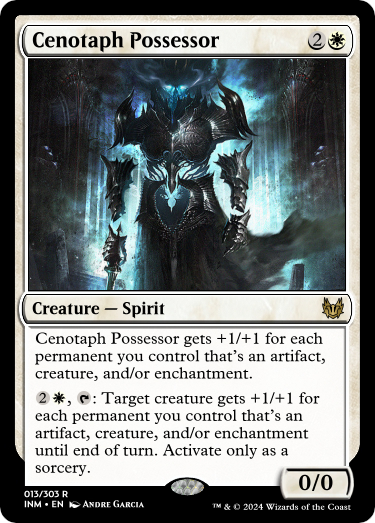 Cenotaph Possessor 2
Creature — Spirit
Cenotaph Possessor gets +1/+1 for each
permanent you control that's an artifact,
creature, and/or enchantment.
2 , : Target creature gets +1/+1 for
each permanent you control that's an
artifact, creature, and/or enchantment
until end of turn. Activate only as a
sorcery.
0/0
013/303 R
INM • EN Andre Garcia
™ & © 2024 Wizards of the Coast